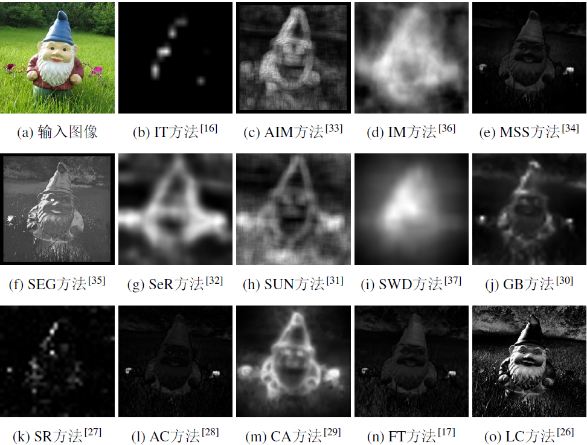 (a) 输入图像 (b) IT方法[16] (c) AIM方法[33] (d) IM方法[36] (e) MSS方法[34]
(f) SEG方法[35] (g) SeR方法[32] (h) SUN方法[31] (i) SWD方法[37] (j) GB方法[30]
(k) SR方法[27] (l) AC方法[28] (m) CA方法[29] (n) FT方法[17] (o) LC方法[26]